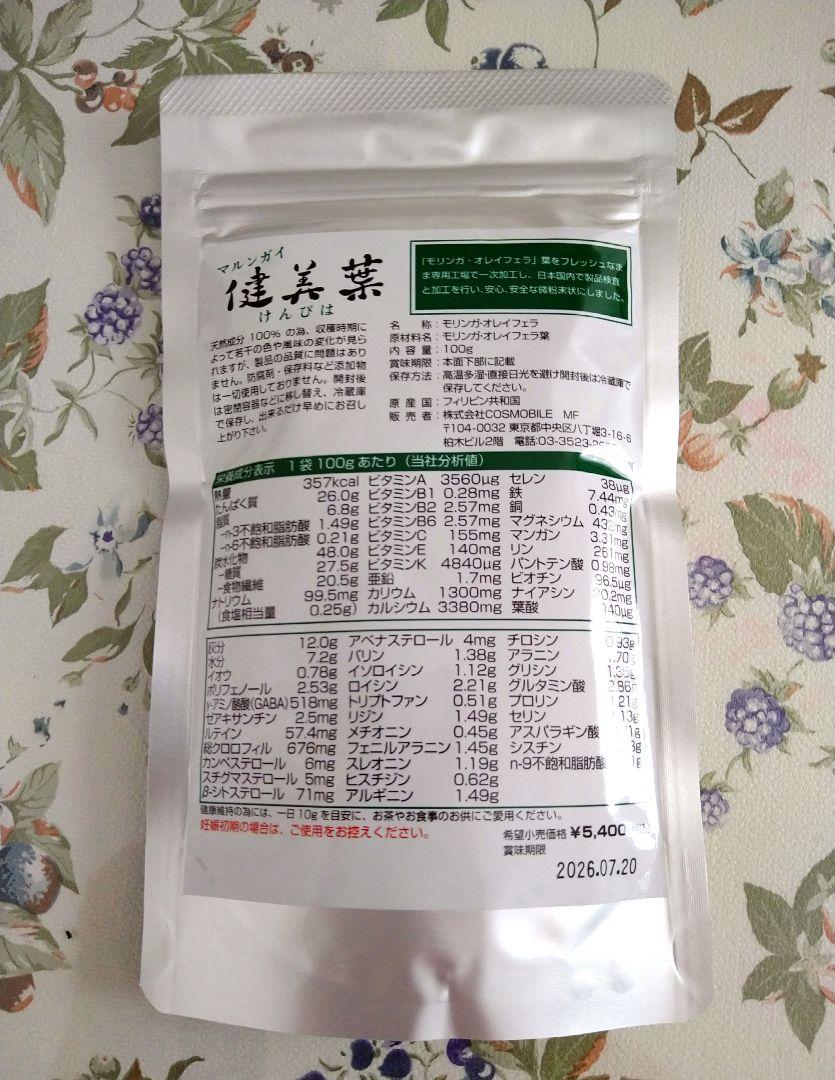 マルンガイ
健美葉
けんびは
「モリンガ・オレイフェラ」葉をフレッシュなま
ま専用工場で一次加工し、日本国内で製品検査
と加工を行い、安心、安全な微粉末状にしました。
天然成分 100% の為、収穫時期に
よって若干の色や風味の変化が見ら
れますが、製品の品質に問題はあり
ません。防腐剤・保存料など添加物
は一切使用しておりません。開封後
は密閉容器などに移し替え、冷蔵庫
で保存し、出来るだけ早めにお召し
上がり下さい。
名称:モリンガ・オレイフェラ
原材料名:モリンガ・オレイフェラ葉
内容量:100g
賞味期限:本面下部に記載
保存方法:高温多湿・直接日光を避け開封後は冷蔵庫で
保存してください。
原産国:フィリピン共和国
販売者:株式会社COSMOBILE MF
〒104-0032 東京都中央区八丁堀3-16-6
柏木ビル2階 電話:03-3523-
栄養成分表示 1袋100gあたり(当社分析値)
熱量 357kcal ビタミンA 3560μg セレン 38μg
たんぱく質 26.0g ビタミンB1 0.28mg 鉄 7.44mg
脂質 6.8g ビタミンB2 2.57mg 銅 0.43mg
-n-3不飽和脂肪酸 1.49g ビタミンB6 2.57mg マグネシウム
-n-6不飽和脂肪酸 0.21g ビタミンC 155mg マンガン 3.31mg
炭水化物 48.0g ビタミンE 140mg リン 261mg
-糖質 27.5g ビタミンK 4840μg パントテン酸 0.98mg
-食物繊維 20.5g 亜鉛 1.7mg ビオチン 96.5μg
ナトリウム 99.5mg カリウム 1300mg ナイアシン 20.2mg
(食塩相当量 0.25g) カルシウム 3380mg 葉酸
灰分 12.0g アベナステロール 4mg チロシン 0.93g
水分 7.2g バリン 1.38g アラニン
イオウ 0.78g イソロイシン 1.12g グリシン 1.35g
ポリフェノール 2.53g ロイシン 2.21g グルタミン酸
γ-アミノ酪酸(GABA) 518mg トリプトファン 0.51g プロリン
ゼアキサンチン 2.5mg リジン 1.49g セリン
ルテイン 57.4mg メチオニン 0.45g アスパラギン酸
総クロロフィル 676mg フェニルアラニン 1.45g シスチン
カンペステロール 6mg スレオニン 1.19g n-9不飽和脂肪酸
スチグマステロール 5mg ヒスチジン 0.62g
β-シトステロール 71mg アルギニン 1.49g
健康維持の為には、一日10gを目安に、お茶やお食事のお供にご愛用ください。
妊娠初期の場合は、ご使用をお控えください。
希望小売価格 ¥5,400
賞味期限
2026.07.20